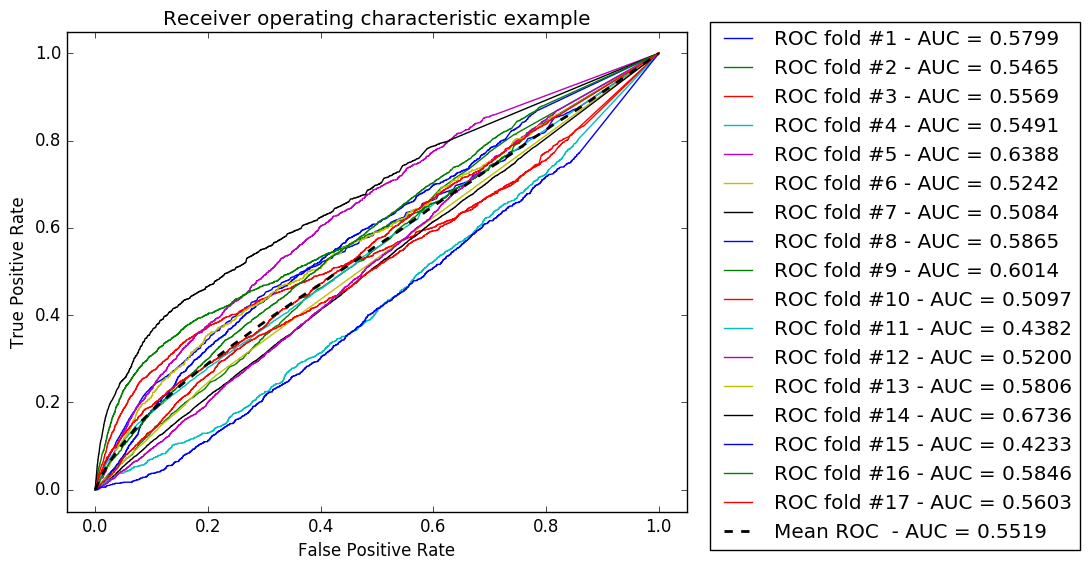 Receiver operating characteristic example
1.0
0.8
0.6
0.4
0.2
0.0
True Positive Rate
0.0 0.2 0.4 0.6 0.8 1.0
False Positive Rate
ROC fold #1 - AUC = 0.5799
ROC fold #2 - AUC = 0.5465
ROC fold #3 - AUC = 0.5569
ROC fold #4 - AUC = 0.5491
ROC fold #5 - AUC = 0.6388
ROC fold #6 - AUC = 0.5242
ROC fold #7 - AUC = 0.5084
ROC fold #8 - AUC = 0.5865
ROC fold #9 - AUC = 0.6014
ROC fold #10 - AUC = 0.5097
ROC fold #11 - AUC = 0.4382
ROC fold #12 - AUC = 0.5200
ROC fold #13 - AUC = 0.5806
ROC fold #14 - AUC = 0.6736
ROC fold #15 - AUC = 0.4233
ROC fold #16 - AUC = 0.5846
ROC fold #17 - AUC = 0.5603
Mean ROC  - AUC = 0.5519